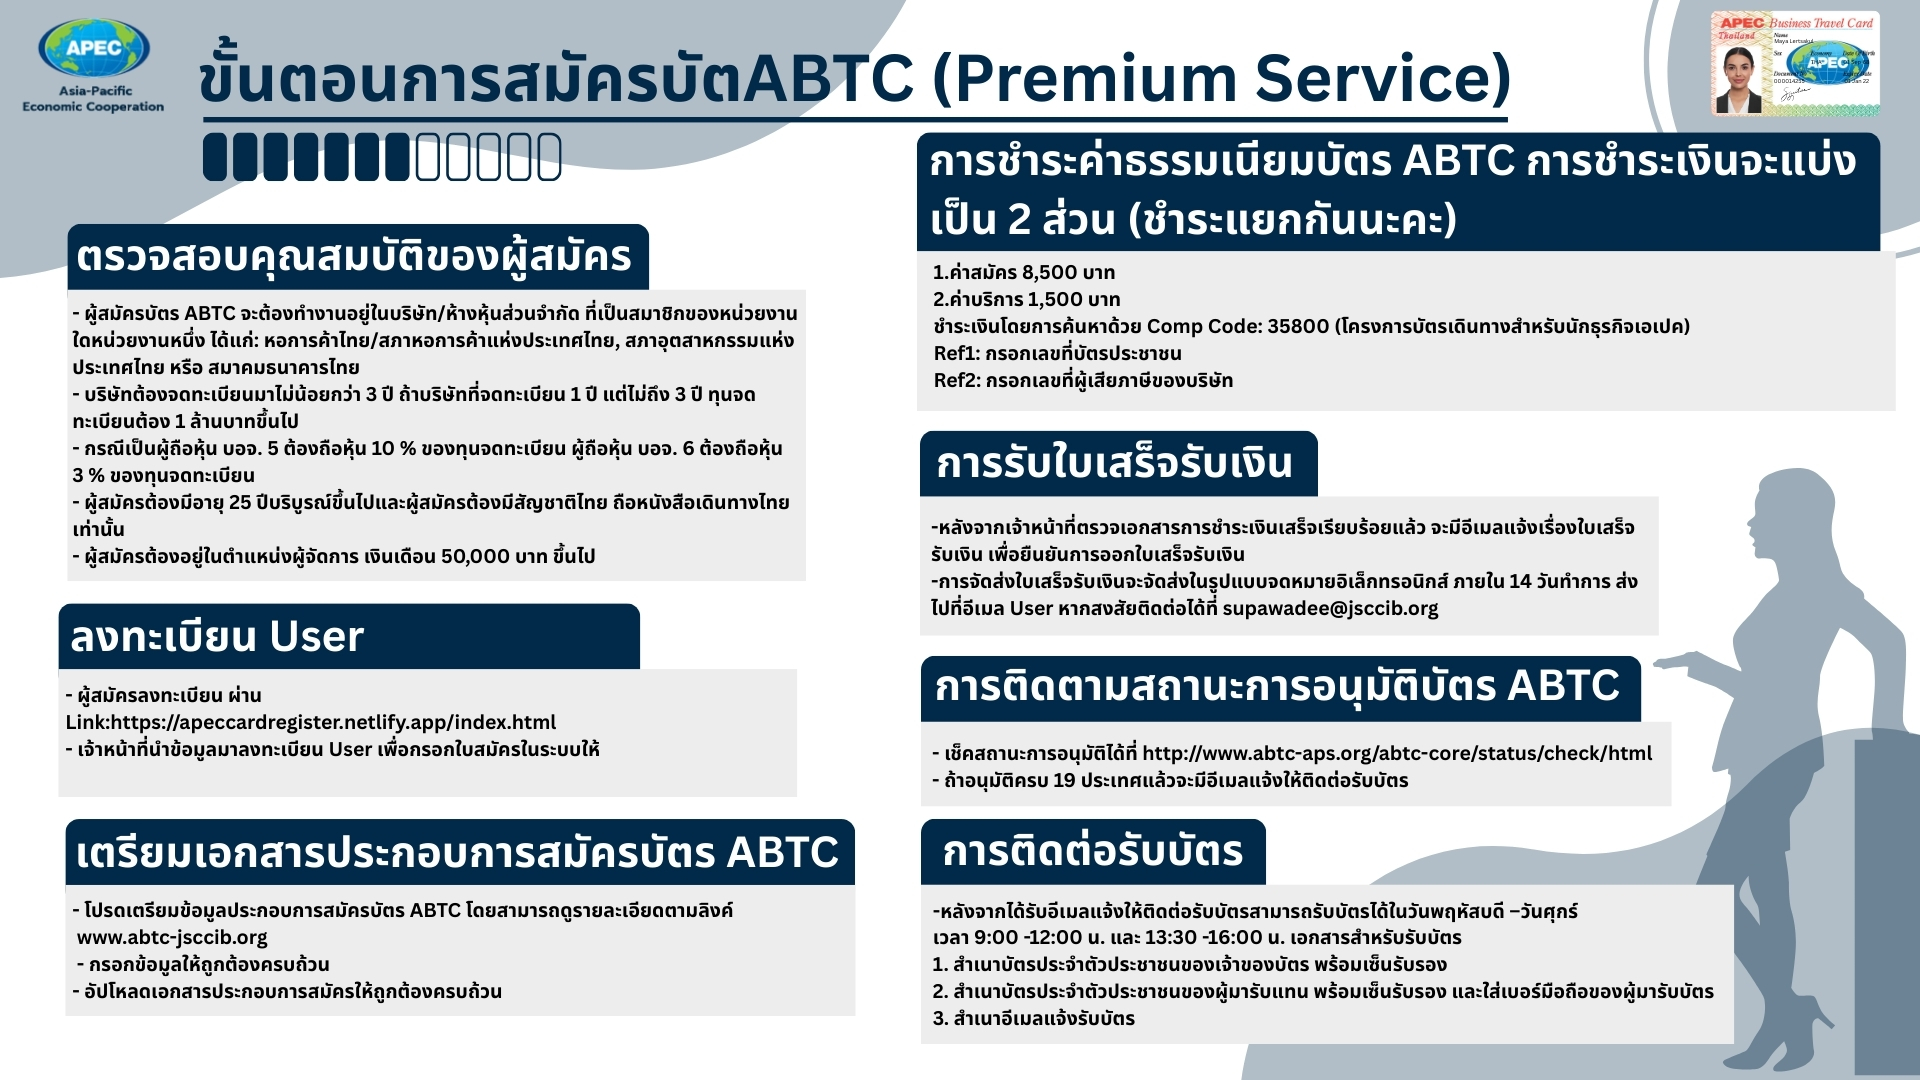 APEC
Asia-Pacific
Economic Cooperation
ขั้นตอนการสมัครบัตABTC (Premium Service)
APEC Business Travel Card
Thailand
Name
Maya Lertsakul
Sex
APEC
ตรวจสอบคุณสมบัติของผู้สมัคร
- ผู้สมัครบัตร ABTC จะต้องทำงานอยู่ในบริษัท/ห้างหุ้นส่วนจำกัด ที่เป็นสมาชิกของหน่วยงาน
ใดหน่วยงานหนึ่ง ได้แก่: หอการค้าไทย/สภาหอการค้าแห่งประเทศไทย, สภาอุตสาหกรรมแห่ง
ประเทศไทย หรือ สมาคมธนาคารไทย
- บริษัทต้องจดทะเบียนมาไม่น้อยกว่า 3 ปี ถ้าบริษัทที่จดทะเบียน 1 ปี แต่ไม่ถึง 3 ปี ทุนจด
ทะเบียนต้อง 1 ล้านบาทขึ้นไป
- กรณีเป็นผู้ถือหุ้น บอจ. 5 ต้องถือหุ้น 10 % ของทุนจดทะเบียน ผู้ถือหุ้น บอจ. 6 ต้องถือหุ้น
3 % ของทุนจดทะเบียน
- ผู้สมัครต้องมีอายุ 25 ปีบริบูรณ์ขึ้นไปและผู้สมัครต้องมีสัญชาติไทย ถือหนังสือเดินทางไทย
เท่านั้น
- ผู้สมัครต้องอยู่ในตำแหน่งผู้จัดการ เงินเดือน 50,000 บาท ขึ้นไป
ลงทะเบียน User
- ผู้สมัครลงทะเบียน ผ่าน
Link:https://apeccardregister.netlify.app/index.html
- เจ้าหน้าที่นำข้อมูลมาลงทะเบียน User เพื่อกรอกใบสมัครในระบบให้
เตรียมเอกสารประกอบการสมัครบัตร ABTC
- โปรดเตรียมข้อมูลประกอบการสมัครบัตร ABTC โดยสามารถดูรายละเอียดตามลิงค์
www.abtc-jsccib.org
- กรอกข้อมูลให้ถูกต้องครบถ้วน
- อัปโหลดเอกสารประกอบการสมัครให้ถูกต้องครบถ้วน
การชำระค่าธรรมเนียมบัตร ABTC การชำระเงินจะแบ่ง
เป็น 2 ส่วน (ชำระแยกกันนะคะ)
1.ค่าสมัคร 8,500 บาท
2.ค่าบริการ 1,500 บาท
ชำระเงินโดยการค้นหาด้วย Comp Code: 35800 (โครงการบัตรเดินทางสำหรับนักธุรกิจเอเปค)
Ref1: กรอกเลขที่บัตรประชาชน
Ref2: กรอกเลขที่ผู้เสียภาษีของบริษัท
การรับใบเสร็จรับเงิน
-หลังจากเจ้าหน้าที่ตรวจเอกสารการชำระเงินเสร็จเรียบร้อยแล้ว จะมีอีเมลแจ้งเรื่องใบเสร็จ
รับเงิน เพื่อยืนยันการออกใบเสร็จรับเงิน
-การจัดส่งใบเสร็จรับเงินจะจัดส่งในรูปแบบจดหมายอิเล็กทรอนิกส์ ภายใน 14 วันทำการ ส่ง
ไปที่อีเมล User หากสงสัยติดต่อได้ที่ supawadee@jsccib.org
การติดตามสถานะการอนุมัติบัตร ABTC
- เช็คสถานะการอนุมัติได้ที่ http://www.abtc-aps.org/abtc-core/status/check/html
- ถ้าอนุมัติครบ 19 ประเทศแล้วจะมีอีเมลแจ้งให้ติดต่อรับบัตร
การติดต่อรับบัตร
-หลังจากได้รับอีเมลแจ้งให้ติดต่อรับบัตรสามารถรับบัตรได้ในวันพฤหัสบดี –วันศุกร์
เวลา 9:00 -12:00 น. และ 13:30 -16:00 น. เอกสารสำหรับรับบัตร
1. สำเนาบัตรประจำตัวประชาชนของเจ้าของบัตร พร้อมเซ็นรับรอง
2. สำเนาบัตรประจำตัวประชาชนของผู้มารับแทน พร้อมเซ็นรับรอง และใส่เบอร์มือถือของผู้มารับบัตร
3. สำเนาอีเมลแจ้งรับบัตร